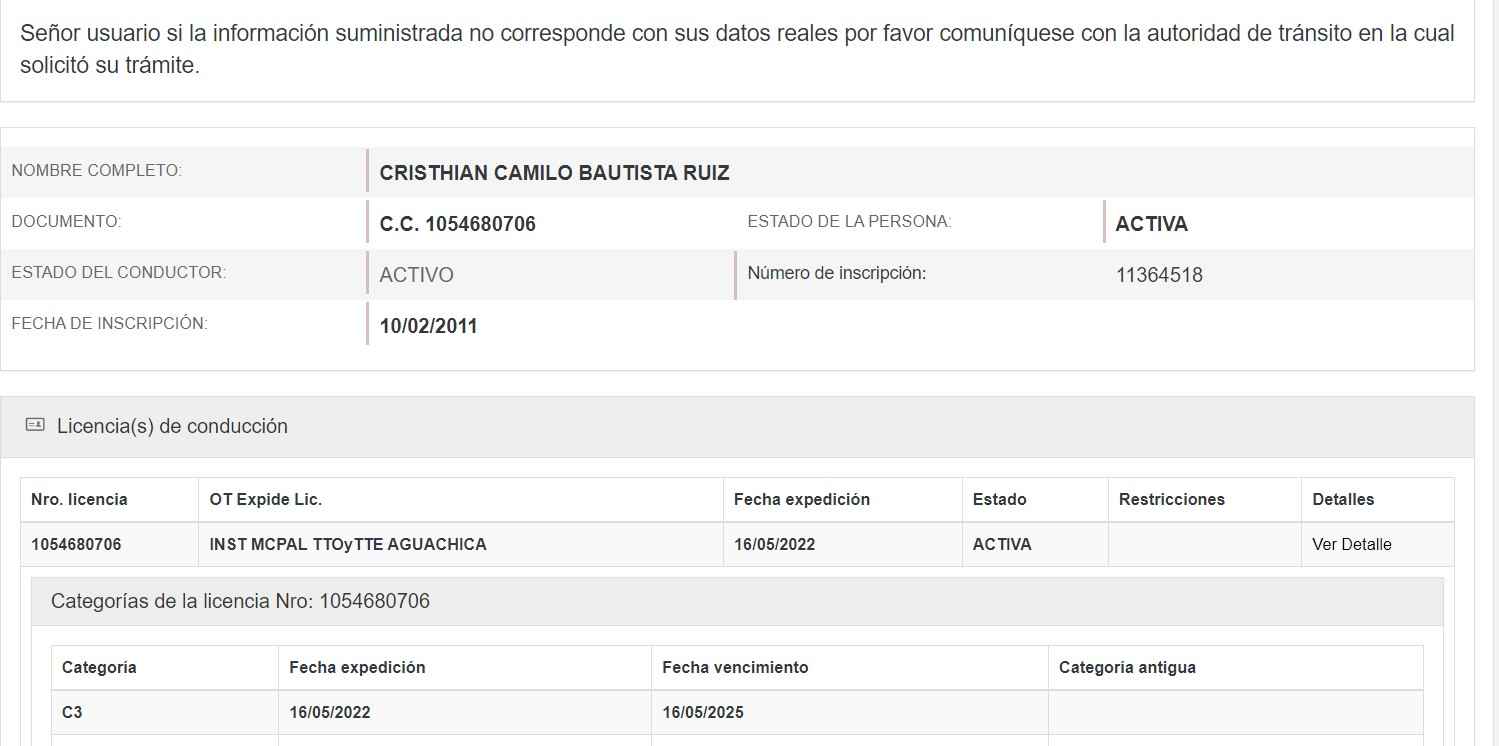 Señor usuario si la información suministrada no corresponde con sus datos reales por favor comuníquese con la autoridad de tránsito en la cual
solicitó su trámite.
NOMBRE COMPLETO: CRISTHIAN CAMILO BAUTISTA RUIZ
DOCUMENTO: C.C. 1054680706 ESTADO DE LA PERSONA: ACTIVA
ESTADO DEL CONDUCTOR: ACTIVO Número de inscripción: 11364518
FECHA DE INSCRIPCIÓN: 10/02/2011
Licencia(s) de conducción
Nro. licencia OT Expide Lic. Fecha expedición Estado Restricciones Detalles
1054680706 INST MCPAL TTOyTTE AGUACHICA 16/05/2022 ACTIVA Ver Detalle
Categorías de la licencia Nro: 1054680706
Categoría Fecha expedición Fecha vencimiento Categoria antigua
C3 16/05/2022 16/05/2025